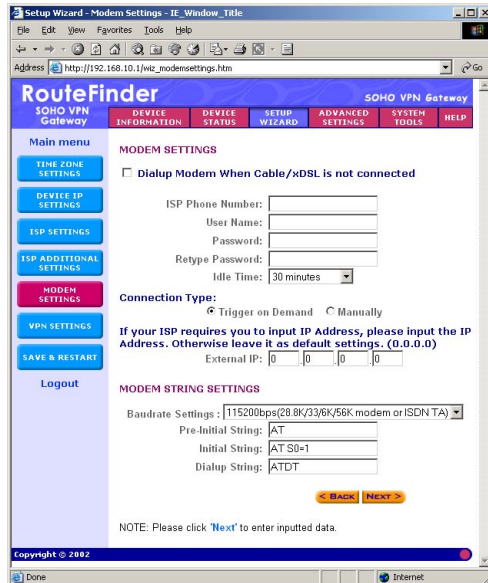 Setup Wizard - Modem Settings - IE_Window_Title
File Edit View Favorites Tools Help
Address http://192.168.10.1/wiz_modemsettings.htm Go
RouteFinder
SOHO VPN Gateway
SOHO VPN Gateway
DEVICE INFORMATION
DEVICE STATUS
SETUP WIZARD
ADVANCED SETTINGS
SYSTEM TOOLS
HELP
Main menu
TIME ZONE SETTINGS
DEVICE IP SETTINGS
ISP SETTINGS
ISP ADDITIONAL SETTINGS
MODEM SETTINGS
VPN SETTINGS
SAVE & RESTART
Logout
MODEM SETTINGS
Dialup Modem When Cable/xDSL is not connected
ISP Phone Number:
User Name:
Password:
Retype Password:
Idle Time: 30 minutes
Connection Type:
Trigger on Demand Manually
If your ISP requires you to input IP Address, please input the IP
Address. Otherwise leave it as default settings. (0.0.0.0)
External IP: 0 .0 .0 .0
MODEM STRING SETTINGS
Baudrate Settings : 115200bps(28.8K/33/6K/56K modem or ISDN TA)
Pre-Initial String: AT
Initial String: AT S0=1
Dialup String: ATDT
< BACK NEXT >
NOTE: Please click 'Next' to enter inputted data.
Copyright © 2002
Done Internet